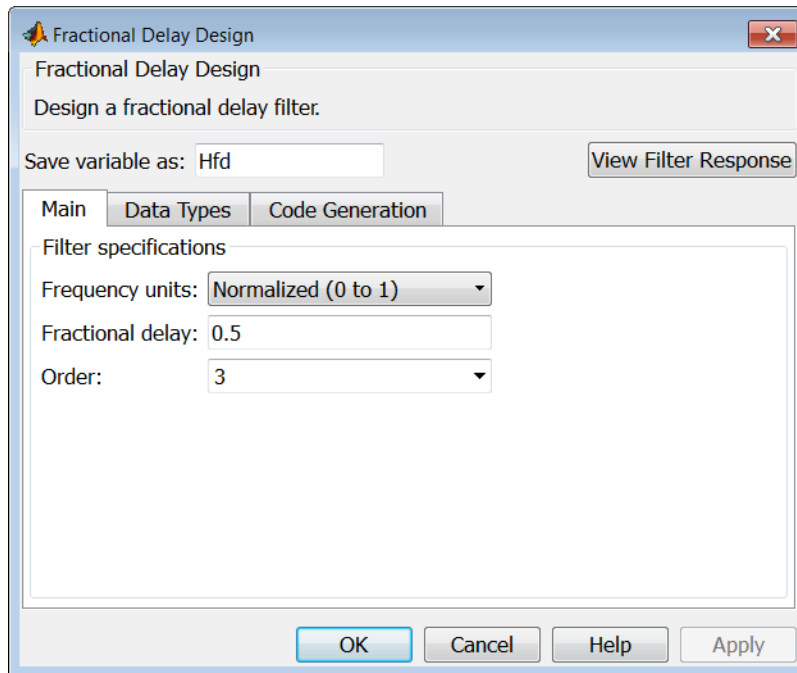 Fractional Delay Design
Fractional Delay Design
Design a fractional delay filter.
Save variable as: Hfd View Filter Response
Main Data Types Code Generation
Filter specifications
Frequency units: Normalized (0 to 1)
Fractional delay: 0.5
Order: 3
OK Cancel Help Apply